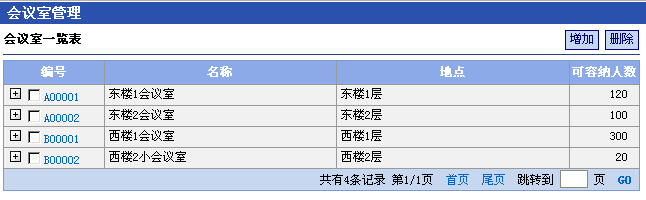 会议室管理
会议室一览表 增加 删除
编号 名称 地点 可容纳人数
A00001 东楼1会议室 东楼1层 120
A00002 东楼2会议室 东楼2层 100
B00001 西楼1会议室 西楼1层 300
B00002 西楼2小会议室 西楼2层 20
共有4条记录 第1/1页 首页 尾页 跳转到 页 GO